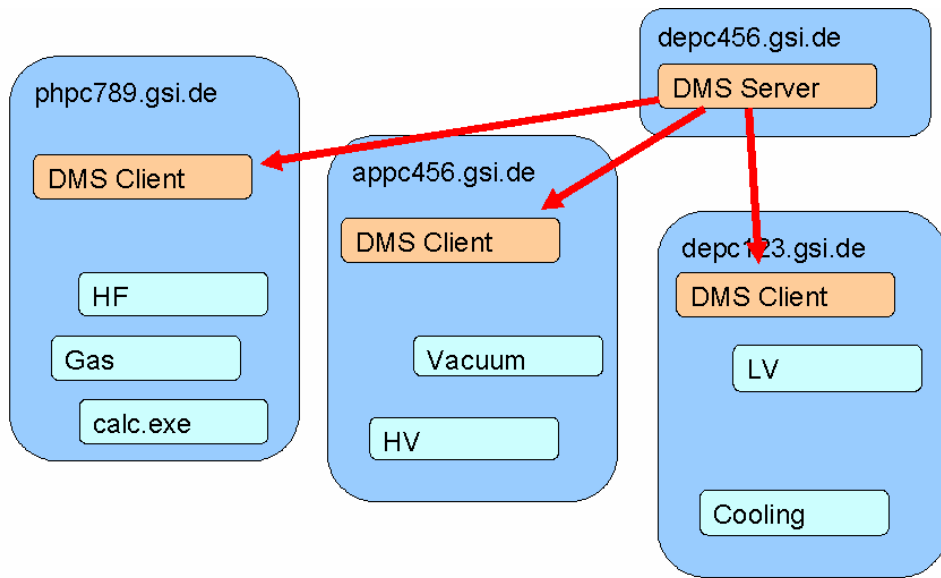 depc456.gsi.de
DMS Server
phpc789.gsi.de
DMS Client
HF
Gas
calc.exe
appc456.gsi.de
DMS Client
Vacuum
HV
depc123.gsi.de
DMS Client
LV
Cooling